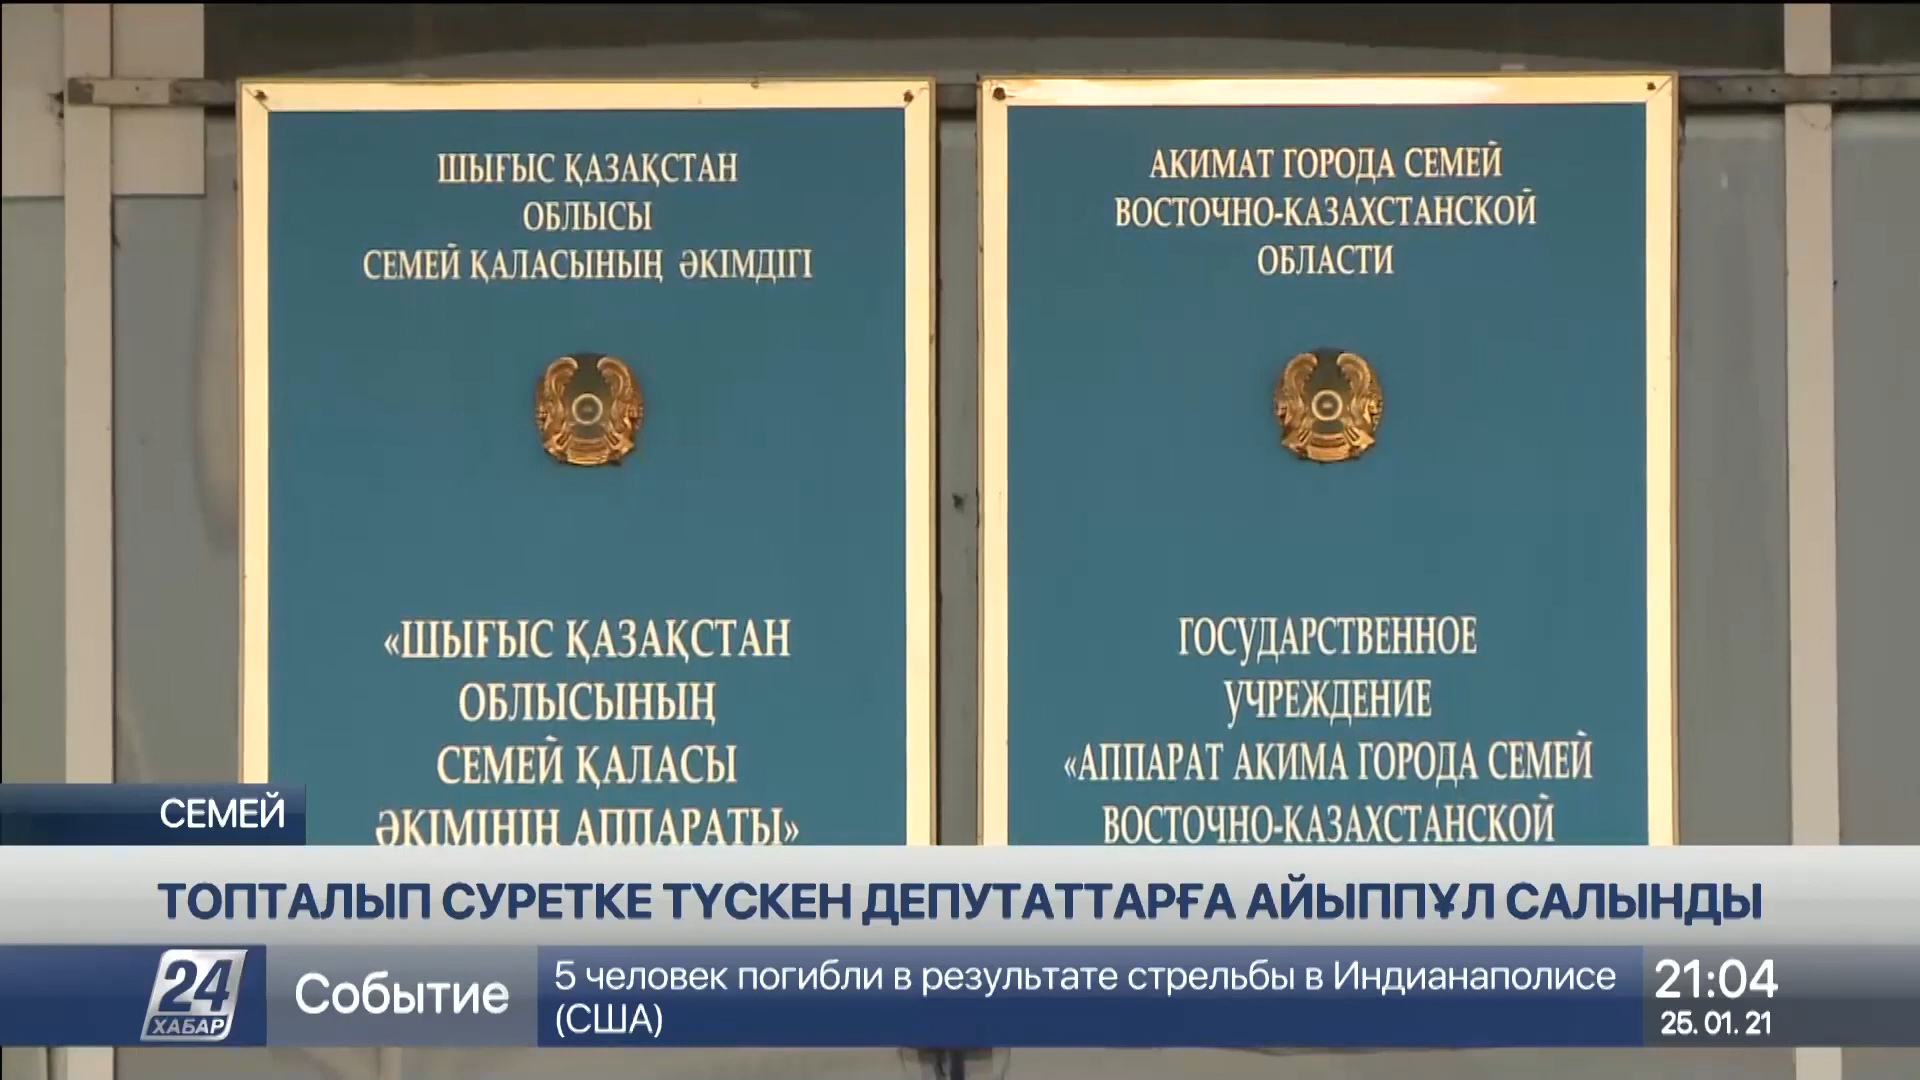 ШЫҒЫС ҚАЗАҚСТАН
ОБЛЫСЫ
СЕМЕЙ ҚАЛАСЫНЫҢ ӘКІМДІГІ
«ШЫҒЫС ҚАЗАҚСТАН
ОБЛЫСЫНЫҢ
СЕМЕЙ ҚАЛАСЫ
ӘКІМІНІҢ АППАРАТЫ»
АКИМАТ ГОРОДА СЕМЕЙ
ВОСТОЧНО-КАЗАХСТАНСКОЙ
ОБЛАСТИ
ГОСУДАРСТВЕННОЕ
УЧРЕЖДЕНИЕ
«АППАРАТ АКИМА ГОРОДА СЕМЕЙ
ВОСТОЧНО-КАЗАХСТАНСКОЙ
СЕМЕЙ
ТОПТАЛЫП СУРЕТКЕ ТҮСКЕН ДЕПУТАТТАРҒА АЙЫППҰЛ САЛЫНДЫ
24
ХАБАР
Событие
5 человек погибли в результате стрельбы в Индианаполисе
(США)
21:04
25. 01. 21